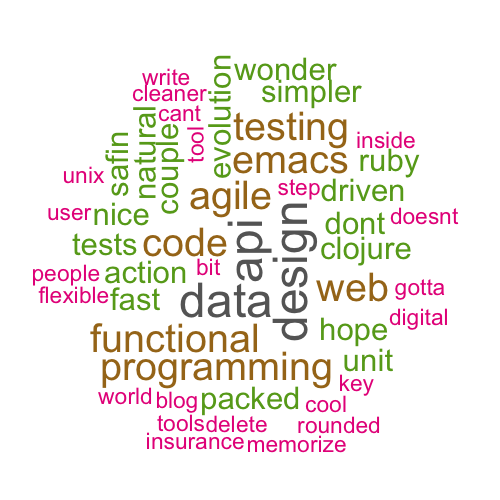 write
wonder
cleaner
simpler
cant
evolution
natural
tool
testing
safin
couple
emacs
inside
ruby
unix
agile
step
driven
user
nice
dont
doesnt
tests
code
api
design
clojure
people
action
bit
web
gotta
flexible
fast
data
digital
functional
hope
programming
unit
key
world
blog
packed
cool
tools
delete
rounded
insurance
memorize